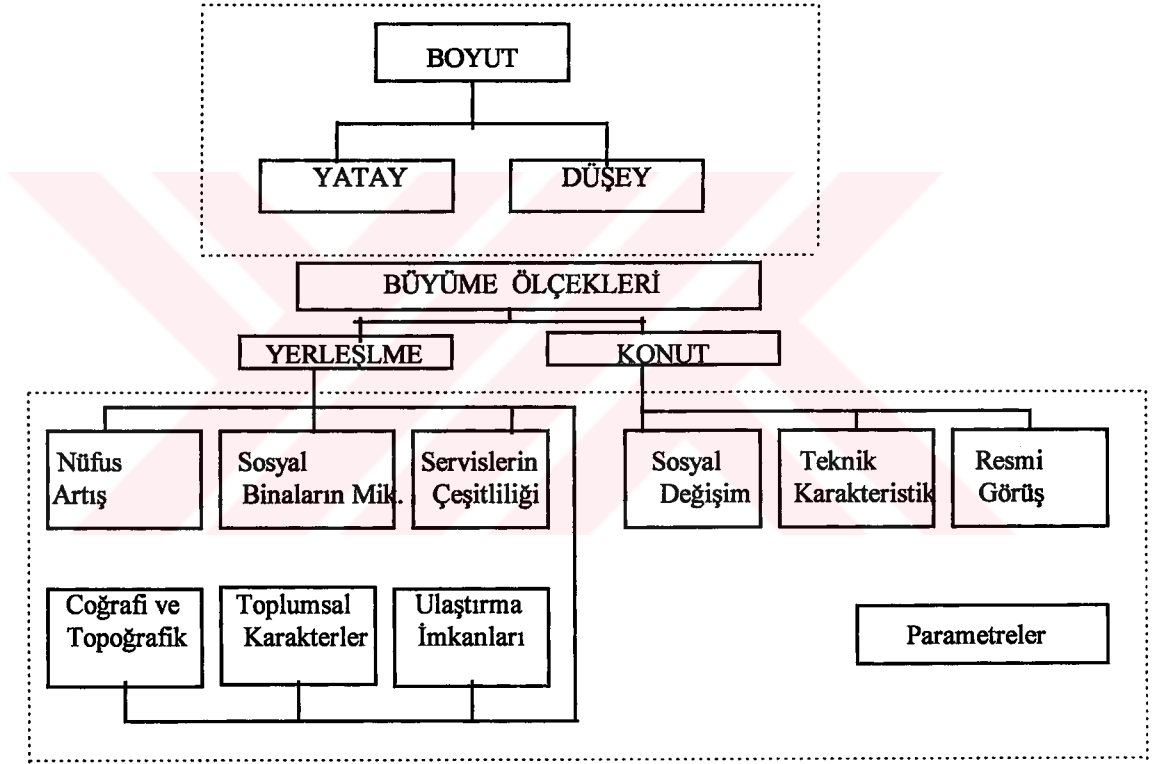 BOYUT
YATAY
DÜŞEY
BÜYÜME ÖLÇEKLERİ
YERLEŞLME
KONUT
Nüfus
Artış
Sosyal
Binaların Mik.
Servislerin
Çeşitliliği
Sosyal
Değişim
Teknik
Karakteristik
Resmi
Görüş
Coğrafi ve
Topoğrafik
Toplumsal
Karakterler
Ulaştırma
İmkanları
Parametreler